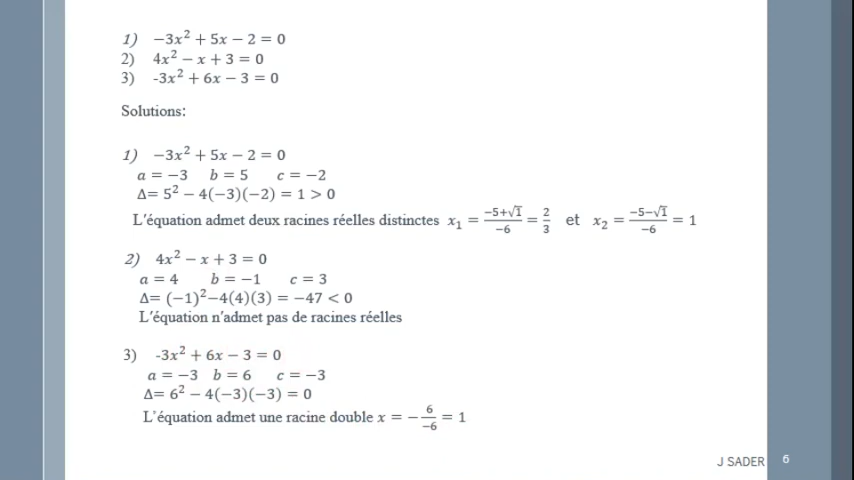 1) −3x² + 5x − 2 = 0
2) 4x² − x + 3 = 0
3) -3x² + 6x − 3 = 0
Solutions:
1) −3x² + 5x − 2 = 0
a = −3 b = 5 c = −2
Δ= 5² − 4(−3)(−2) = 1 > 0
L'équation admet deux racines réelles distinctes x₁ = (−5+√1)/(−6) = 2/3 et x₂ = (−5−√1)/(−6) = 1
2) 4x² − x + 3 = 0
a = 4 b = −1 c = 3
Δ= (−1)²−4(4)(3) = −47 < 0
L'équation n'admet pas de racines réelles
3) -3x² + 6x − 3 = 0
a = −3 b = 6 c = −3
Δ= 6² − 4(−3)(−3) = 0
L'équation admet une racine double x = − 6/(−6) = 1
J SADER 6